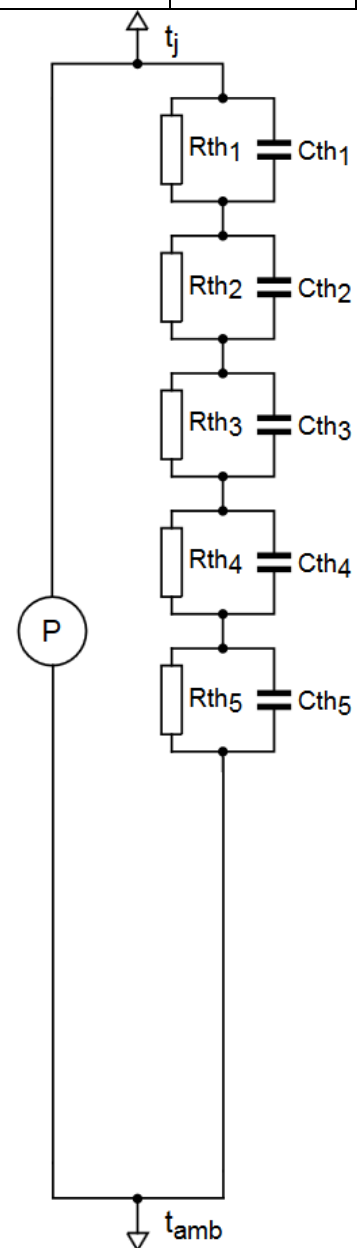 tj
Rth1 Cth1
Rth2 Cth2
Rth3 Cth3
Rth4 Cth4
P
Rth5 Cth5
tamb